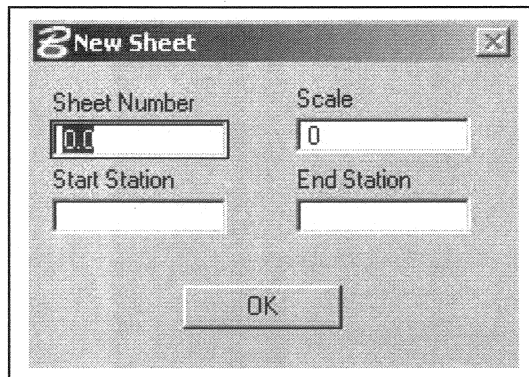 New Sheet
Sheet Number Scale
0.0 0
Start Station End Station
OK